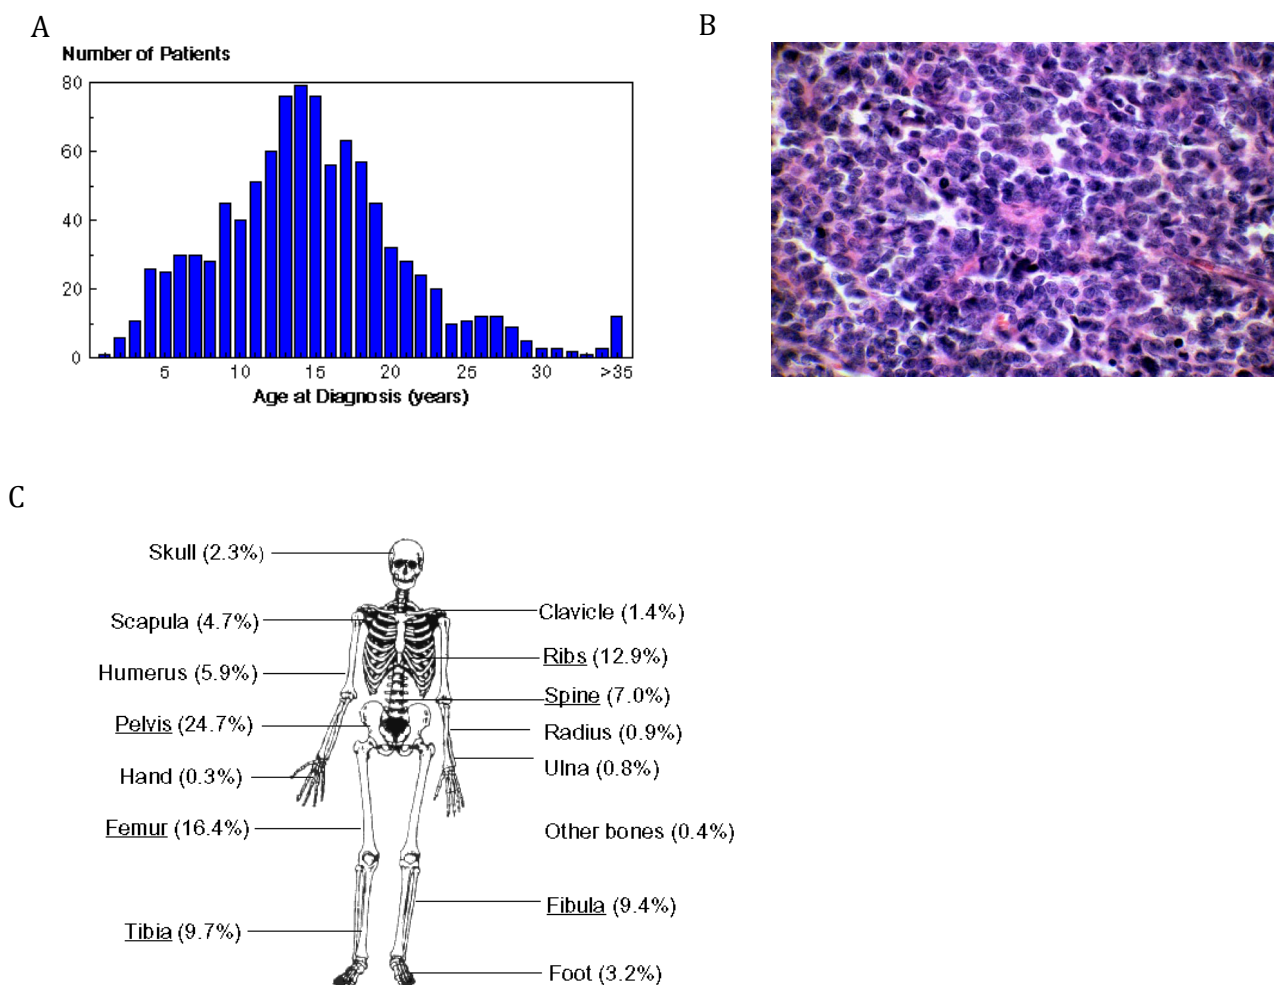 A
Number of Patients
80
60
40
20
0
5 10 15 20 25 30 >35
Age at Diagnosis (years)
B
C
Skull (2.3%)
Scapula (4.7%)
Humerus (5.9%)
Pelvis (24.7%)
Hand (0.3%)
Femur (16.4%)
Tibia (9.7%)
Clavicle (1.4%)
Ribs (12.9%)
Spine (7.0%)
Radius (0.9%)
Ulna (0.8%)
Other bones (0.4%)
Fibula (9.4%)
Foot (3.2%)